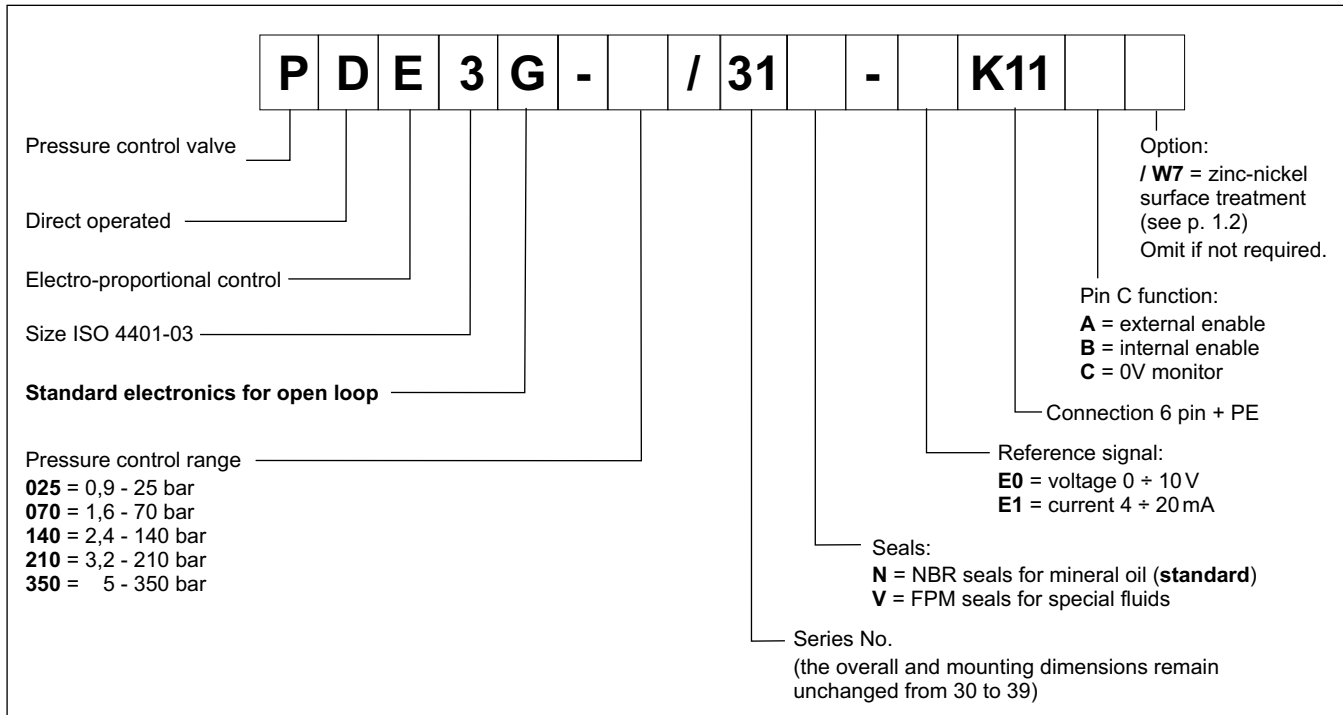 P D E 3 G - / 31 - K11
Pressure control valve
Direct operated
Electro-proportional control
Size ISO 4401-03
Standard electronics for open loop
Pressure control range
025 = 0,9 - 25 bar
070 = 1,6 - 70 bar
140 = 2,4 - 140 bar
210 = 3,2 - 210 bar
350 = 5 - 350 bar
Option:
/ W7 = zinc-nickel
surface treatment
(see p. 1.2)
Omit if not required.
Pin C function:
A = external enable
B = internal enable
C = 0V monitor
Connection 6 pin + PE
Reference signal:
E0 = voltage 0 ÷ 10 V
E1 = current 4 ÷ 20 mA
Seals:
N = NBR seals for mineral oil (standard)
V = FPM seals for special fluids
Series No.
(the overall and mounting dimensions remain
unchanged from 30 to 39)